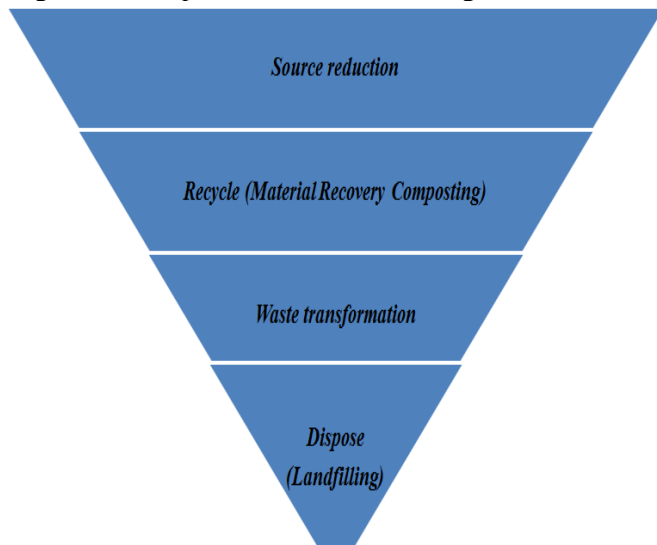 Source reduction
Recycle (Material Recovery Composting)
Waste transformation
Dispose
(Landfilling)